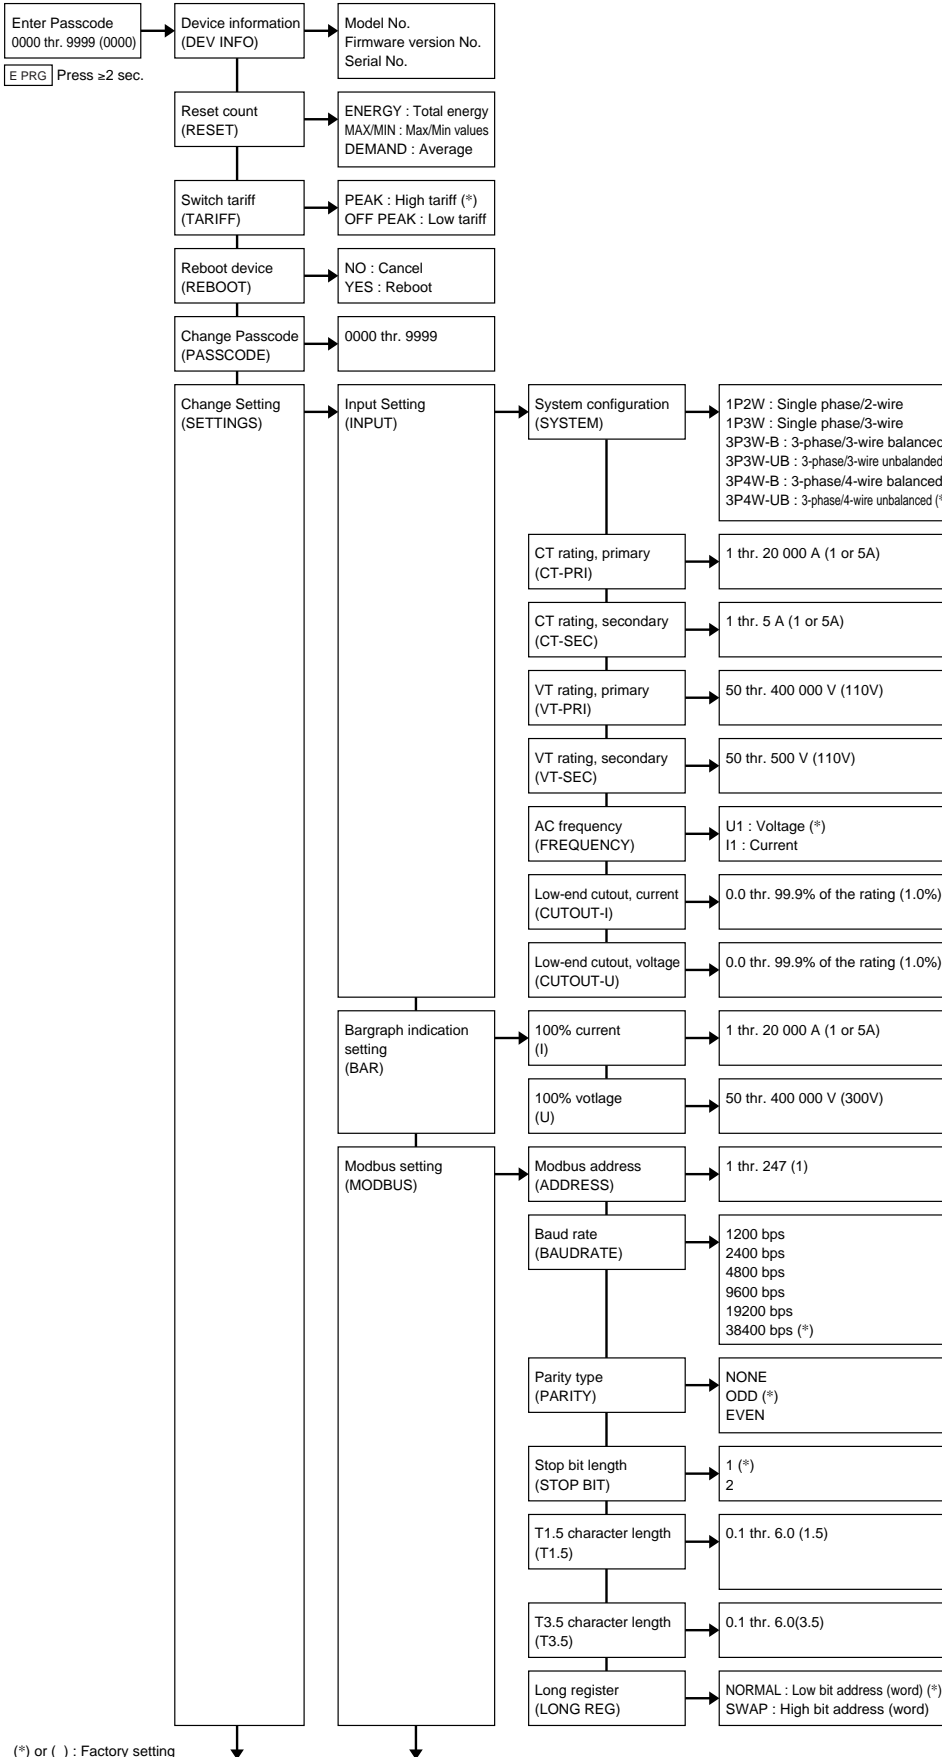 Enter Passcode
0000 thr. 9999 (0000)
E PRG Press ≥2 sec.
Device information
(DEV INFO)
Model No.
Firmware version No.
Serial No.
Reset count
(RESET)
ENERGY : Total energy
MAX/MIN : Max/Min values
DEMAND : Average
Switch tariff
(TARIFF)
PEAK : High tariff (*)
OFF PEAK : Low tariff
Reboot device
(REBOOT)
NO : Cancel
YES : Reboot
Change Passcode
(PASSCODE)
0000 thr. 9999
Change Setting
(SETTINGS)
Input Setting
(INPUT)
System configuration
(SYSTEM)
1P2W : Single phase/2-wire
1P3W : Single phase/3-wire
3P3W-B : 3-phase/3-wire balanced
3P3W-UB : 3-phase/3-wire unbalanded
3P4W-B : 3-phase/4-wire balanced
3P4W-UB : 3-phase/4-wire unbalanced (*
CT rating, primary
(CT-PRI)
1 thr. 20 000 A (1 or 5A)
CT rating, secondary
(CT-SEC)
1 thr. 5 A (1 or 5A)
VT rating, primary
(VT-PRI)
50 thr. 400 000 V (110V)
VT rating, secondary
(VT-SEC)
50 thr. 500 V (110V)
AC frequency
(FREQUENCY)
U1 : Voltage (*)
I1 : Current
Low-end cutout, current
(CUTOUT-I)
0.0 thr. 99.9% of the rating (1.0%)
Low-end cutout, voltage
(CUTOUT-U)
0.0 thr. 99.9% of the rating (1.0%)
Bargraph indication
setting
(BAR)
100% current
(I)
1 thr. 20 000 A (1 or 5A)
100% votlage
(U)
50 thr. 400 000 V (300V)
Modbus setting
(MODBUS)
Modbus address
(ADDRESS)
1 thr. 247 (1)
Baud rate
(BAUDRATE)
1200 bps
2400 bps
4800 bps
9600 bps
19200 bps
38400 bps (*)
Parity type
(PARITY)
NONE
ODD (*)
EVEN
Stop bit length
(STOP BIT)
1 (*)
2
T1.5 character length
(T1.5)
0.1 thr. 6.0 (1.5)
T3.5 character length
(T3.5)
0.1 thr. 6.0(3.5)
Long register
(LONG REG)
NORMAL : Low bit address (word) (*)
SWAP : High bit address (word)
(*) or ( ) : Factory setting